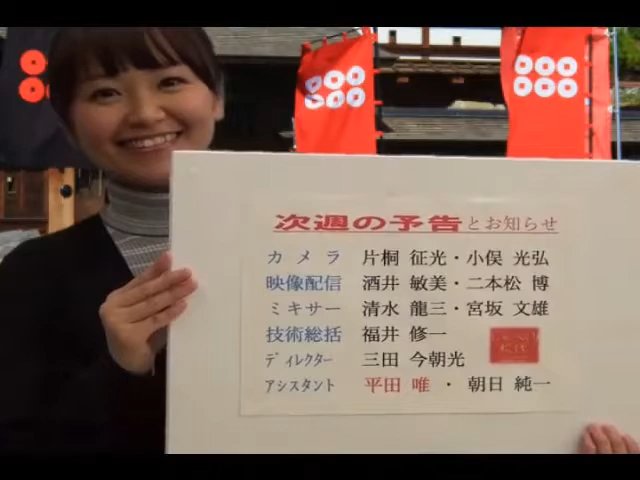 次週の予告とお知らせ
カメラ 片桐 征光・小俣 光弘
映像配信 酒井 敏美・二本松 博
ミキサー 清水 龍三・宮坂 文雄
技術総括 福井 修一
ディレクター 三田 今朝光
アシスタント 平田 唯 ・ 朝日 純一